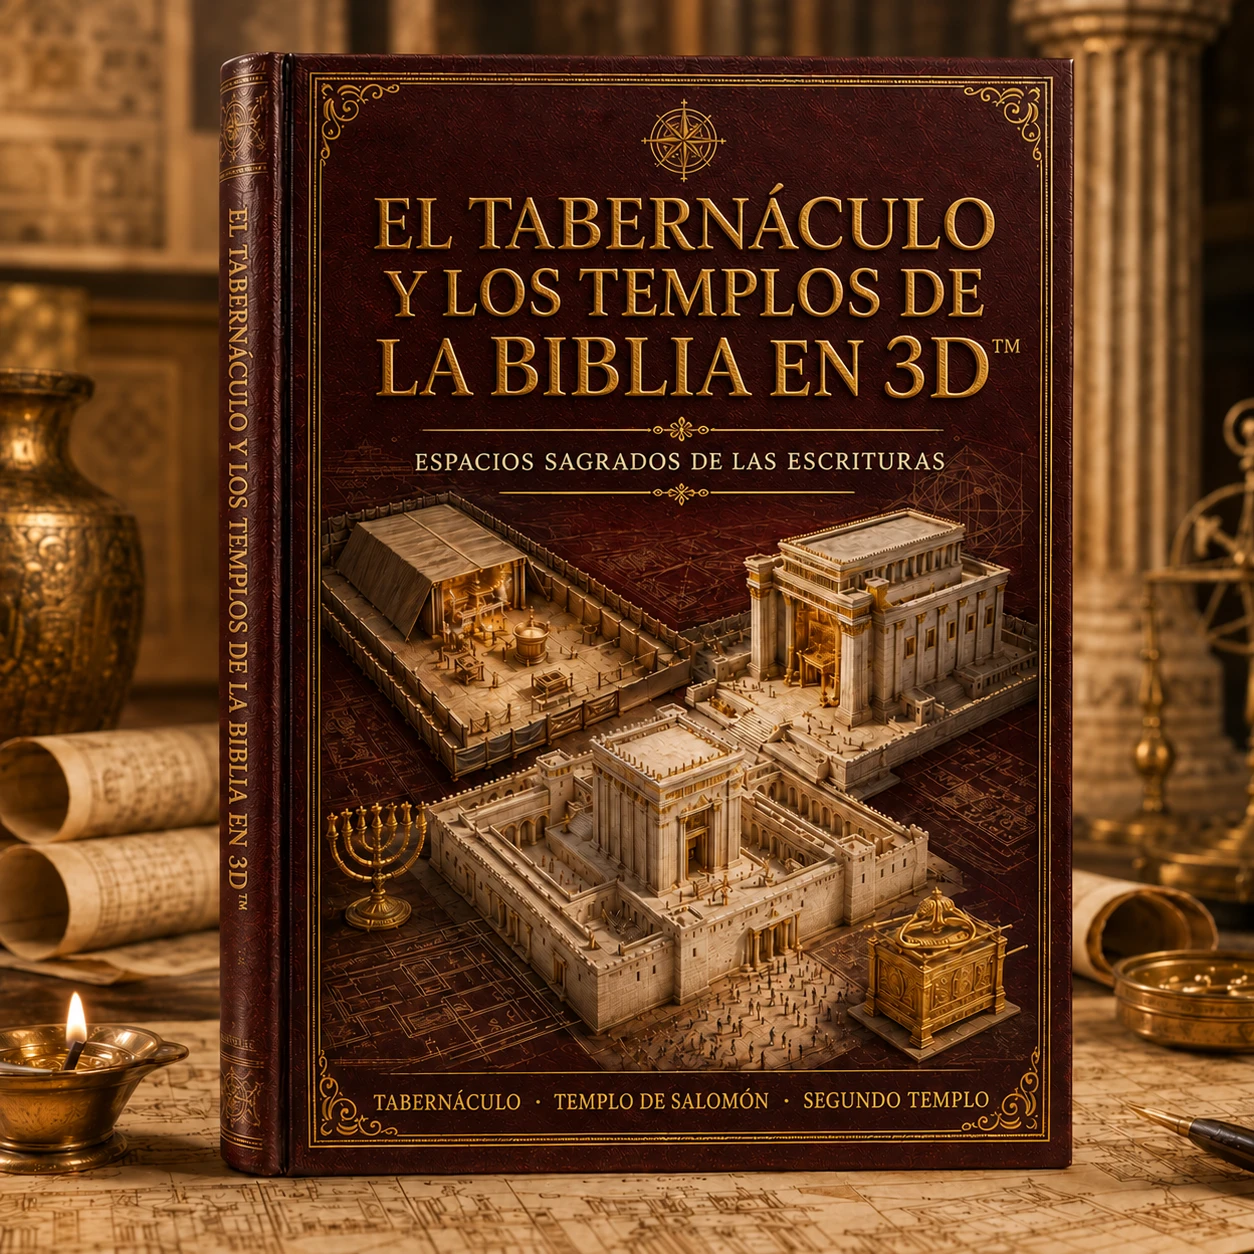 EL TABERNÁCULO
Y LOS TEMPLOS DE
LA BIBLIA EN 3D™
ESPACIOS SAGRADOS DE LAS ESCRITURAS
TABERNÁCULO · TEMPLO DE SALOMÓN · SEGUNDO TEMPLO
EL TABERNÁCULO Y LOS TEMPLOS DE LA BIBLIA EN 3D™